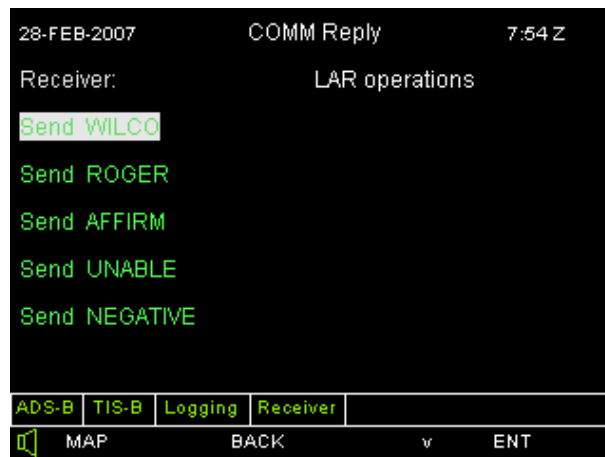 28-FEB-2007 COMM Reply 7:54 Z
Receiver: LAR operations
Send WILCO
Send ROGER
Send AFFIRM
Send UNABLE
Send NEGATIVE
ADS-B TIS-B Logging Receiver
MAP BACK v ENT